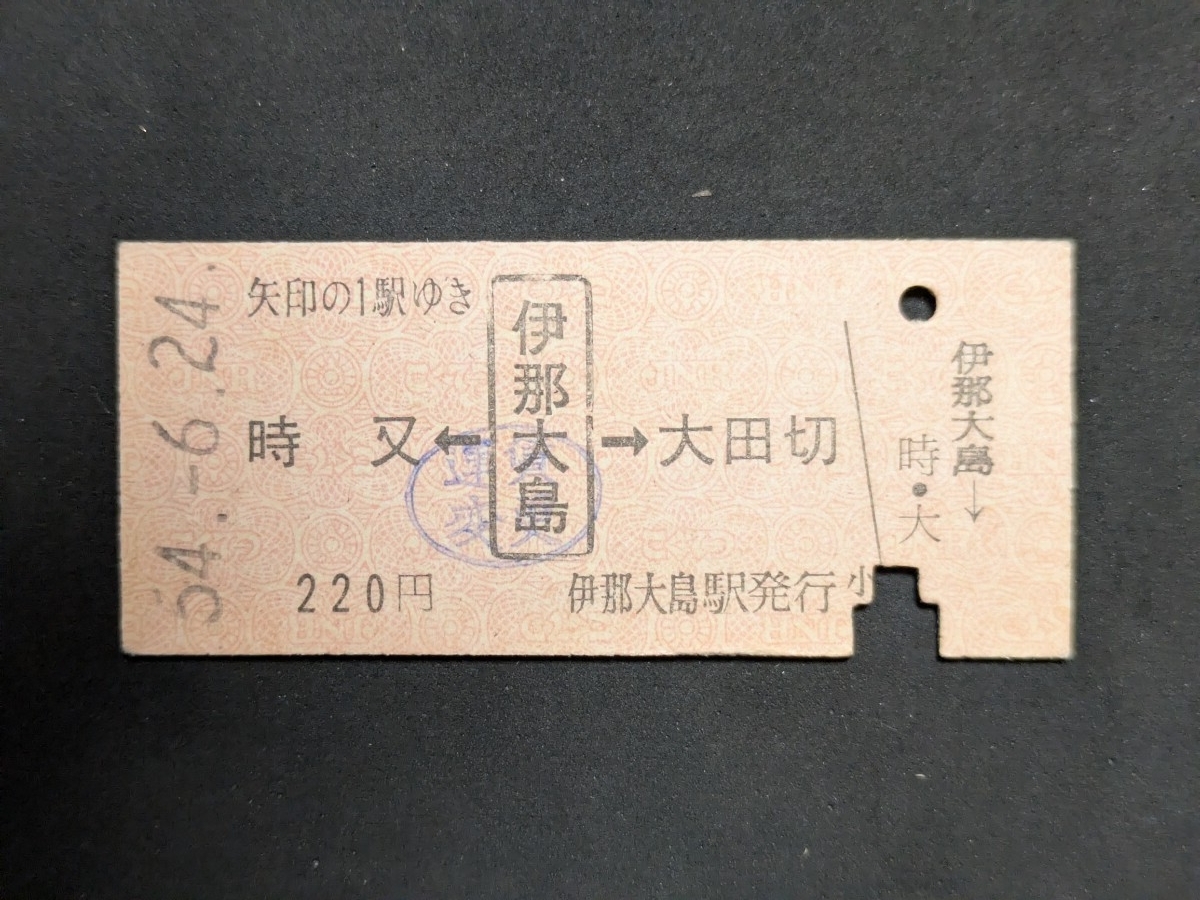 54.-6.24.
矢印の1駅ゆき
時又←伊那大島→大田切
220円
伊那大島駅発行
小
伊那大島→
時・大